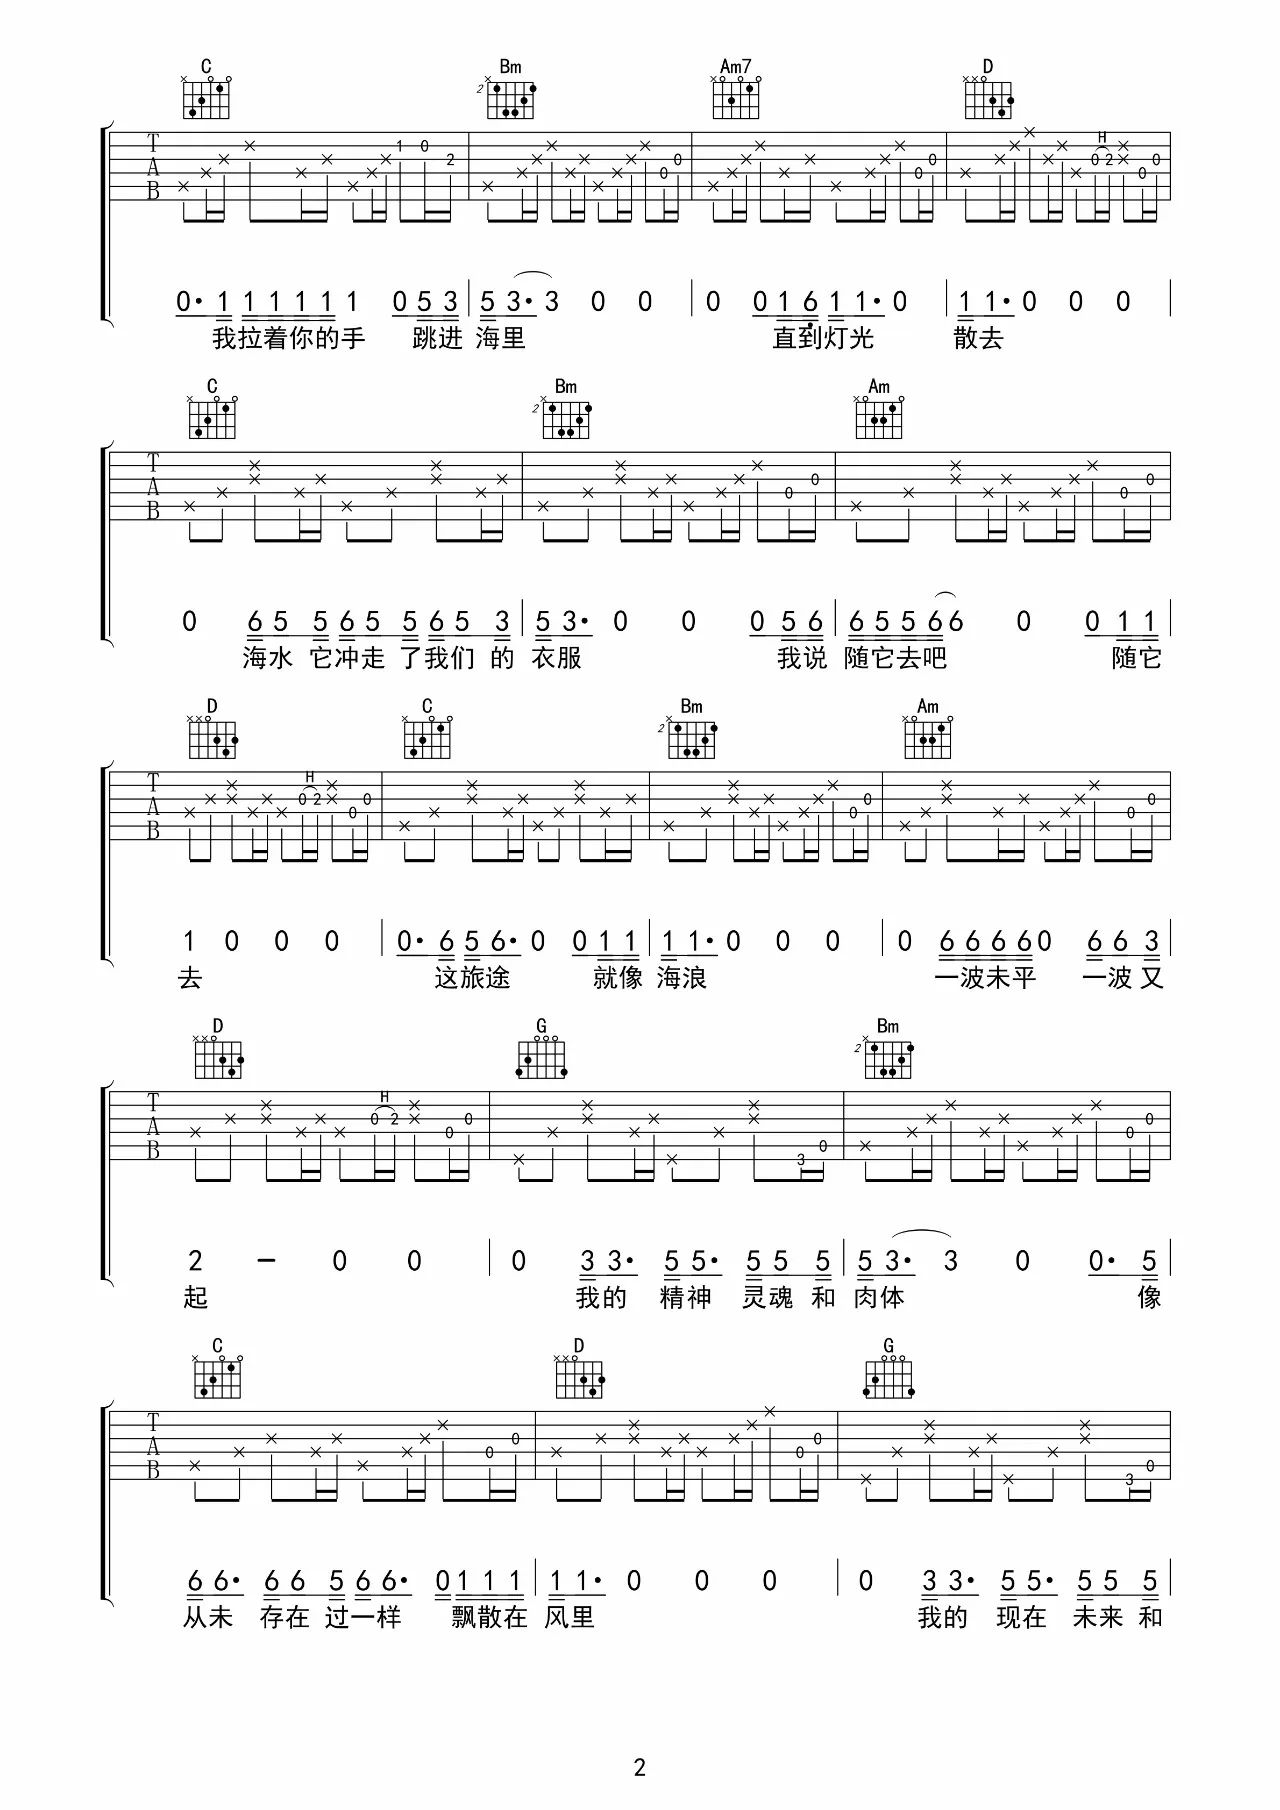 C Bm Am7 D
2
T A B 1 0 2 0 0 0 0 0 H 2 0 0
0· 1 1 1 1 1 1 0 5 3 | 5 3· 3 0 0 | 0 0 1 6 1 1· 0 | 1 1· 0 0 0 |
我拉着你的手 跳进 海里 直到灯光 散去
C Bm Am
2
T A B 0 0 0 0
0 6 5 5 6 5 5 6 5 3 | 5 3· 0 0 0 5 6 | 6 5 5 6 6 0 0 1 1 |
海水 它冲走 了我们 的 衣服 我说 随它去吧 随它
D C Bm Am
2
T A B 0 H 2 0 0 0 0 0 0
1 0 0 0 | 0· 6 5 6· 0 0 1 1 | 1 1· 0 0 0 | 0 6 6 6 6 0 6 6 3 |
去 这旅途 就像 海浪 一波未平 一波又
D G Bm
2
T A B 0 H 2 0 0 3 0 0 0
2 － 0 0 | 0 3 3· 5 5· 5 5 5 | 5 3· 3 0 0· 5 |
起 我的 精神 灵魂 和 肉体 像
C D G
T A B 0 0 0 0 3 0
6 6· 6 6 5 6 6· 0 1 1 1 | 1 1· 0 0 0 | 0 3 3· 5 5· 5 5 5 |
从未 存在 过一样 飘散在 风里 我的 现在 未来 和
2